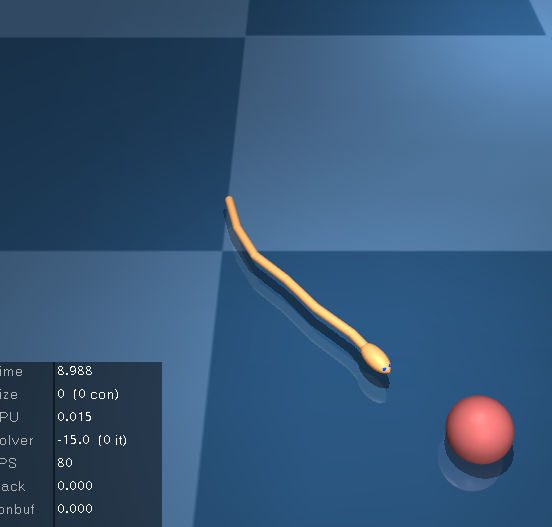 ime 8.988
ize 0 (0 con)
PU 0.015
olver -15.0 (0 it)
PS 80
ack 0.000
onbuf 0.000